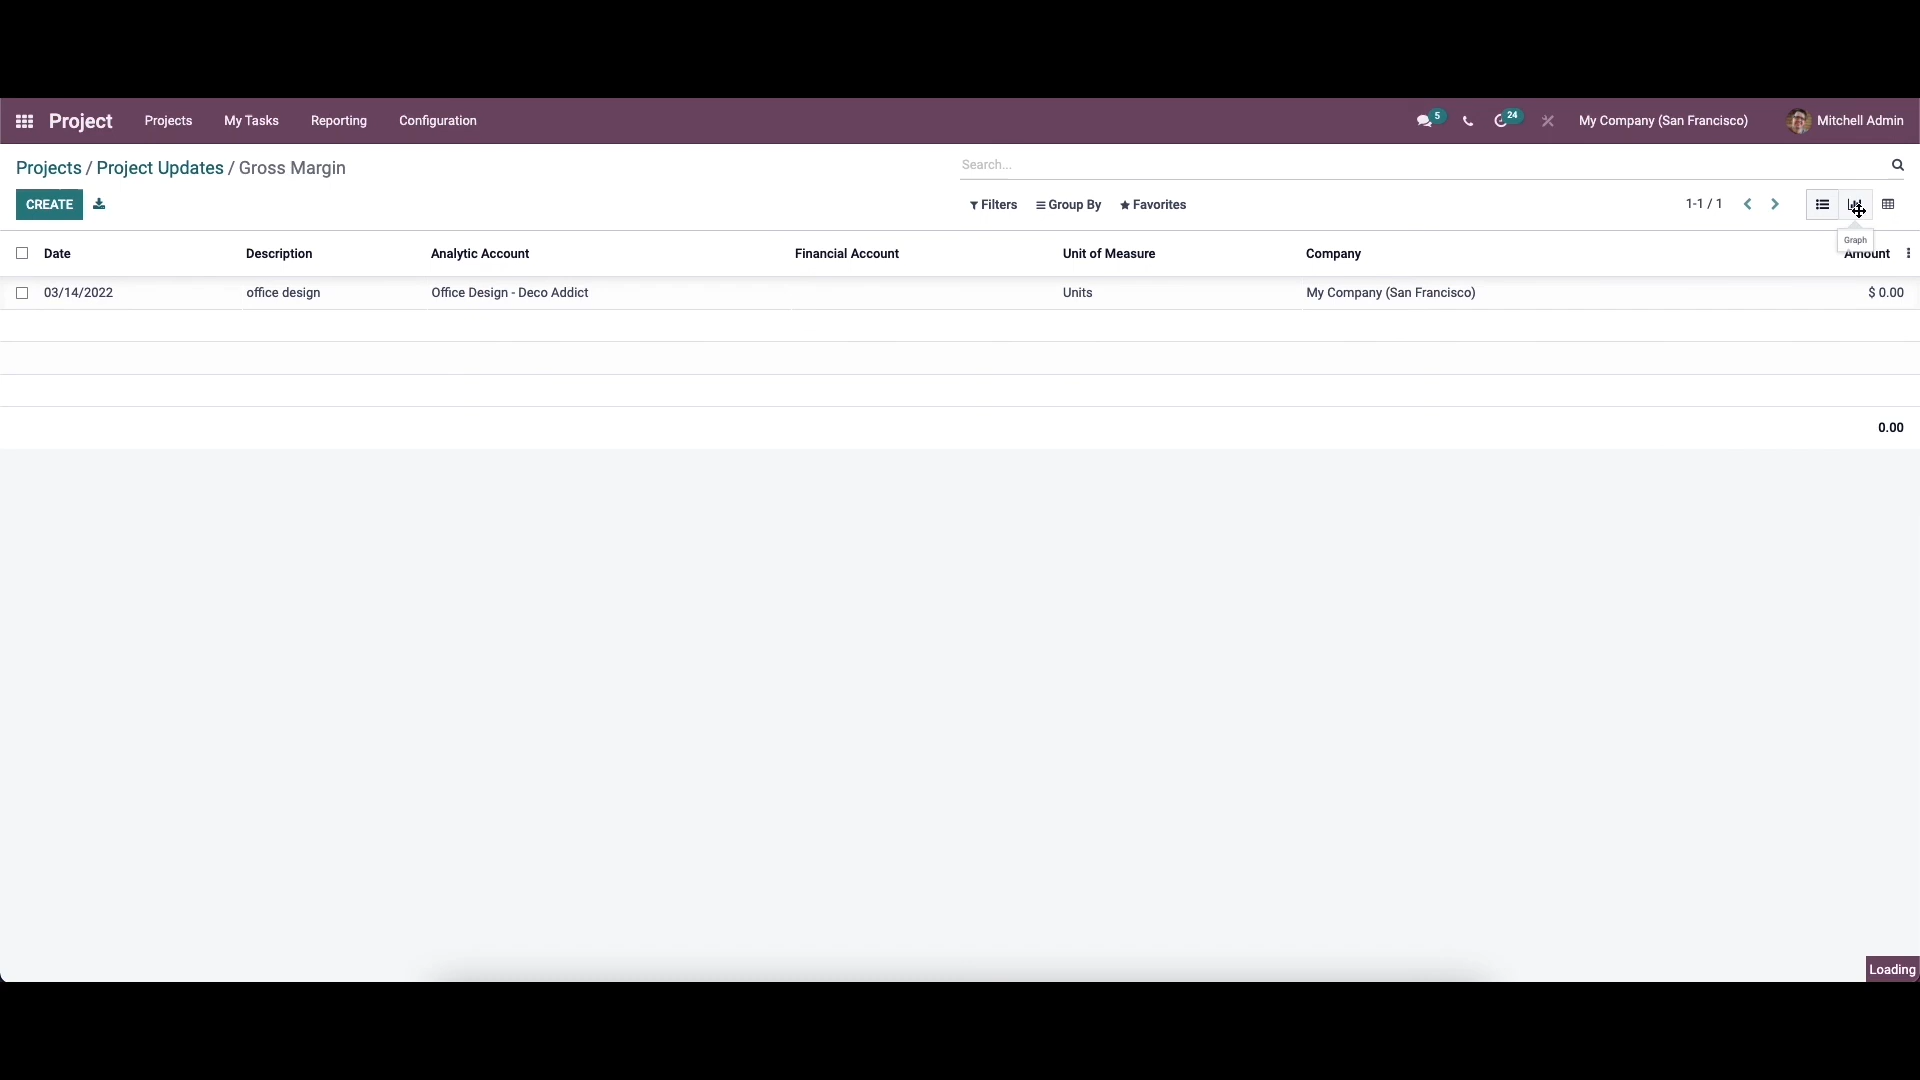 Project Projects My Tasks Reporting Configuration 5 24 My Company (San Francisco) Mitchell Admin
Projects / Project Updates / Gross Margin Search...
CREATE Filters Group By Favorites 1-1 / 1
Graph
Date Description Analytic Account Financial Account Unit of Measure Company Amount
03/14/2022 office design Office Design - Deco Addict Units My Company (San Francisco) $ 0.00
0.00
Loading